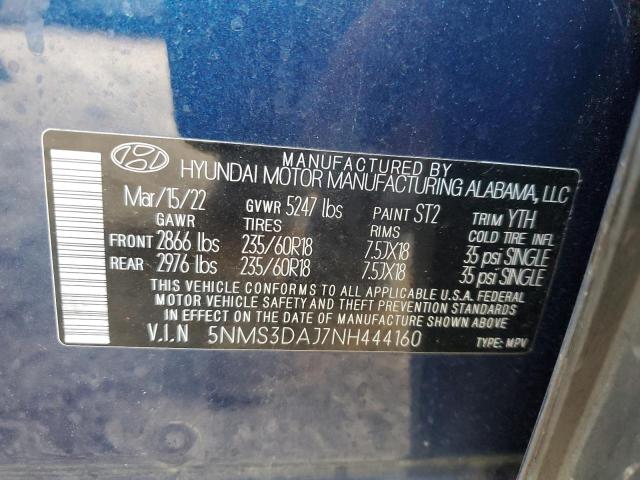 MANUFACTURED BY
HYUNDAI MOTOR MANUFACTURING ALABAMA, LLC
Mar/15/22 GVWR 5247 lbs PAINT ST2 TRIM YTH
GAWR TIRES RIMS COLD TIRE INFL
FRONT 2866 lbs 235/60R18 7.5JX18 35 psi SINGLE
REAR 2976 lbs 235/60R18 7.5JX18 35 psi SINGLE
THIS VEHICLE CONFORMS TO ALL APPLICABLE U.S.A. FEDERAL
MOTOR VEHICLE SAFETY AND THEFT PREVENTION STANDARDS
IN EFFECT ON THE DATE OF MANUFACTURE SHOWN ABOVE.
V.I.N 5NMS3DAJ7NH444160 TYPE: MPV